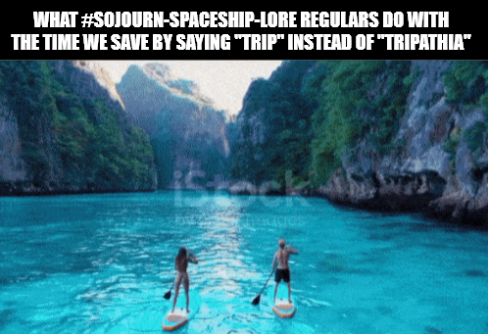 WHAT #SOJOURN-SPACESHIP-LORE REGULARS DO WITH
THE TIME WE SAVE BY SAYING "TRIP" INSTEAD OF "TRIPATHIA"
iStock